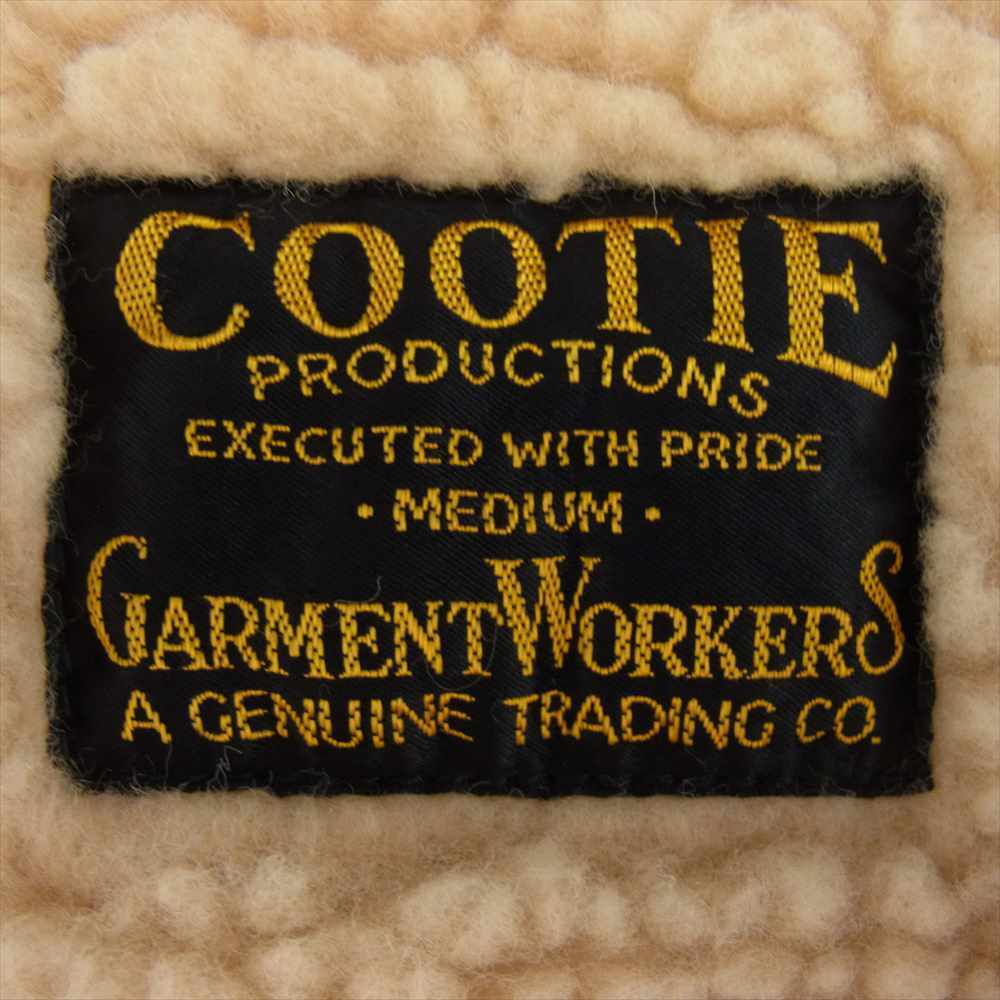 COOTIE
PRODUCTIONS
EXECUTED WITH PRIDE
· MEDIUM ·
GARMENT WORKERS
A GENUINE TRADING CO.